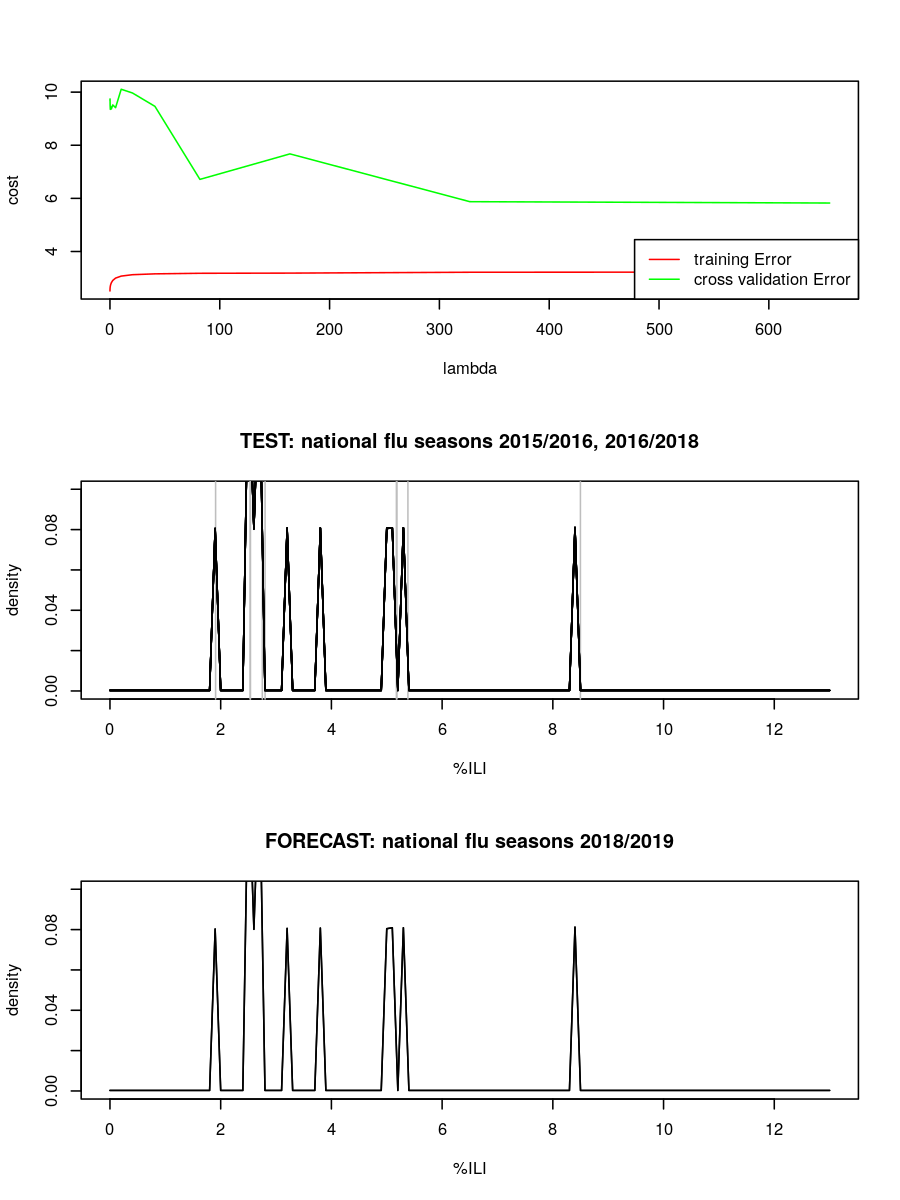 cost
10
8
6
4
training Error
cross validation Error
0 100 200 300 400 500 600
lambda
TEST: national flu seasons 2015/2016, 2016/2018
density
0.08
0.04
0.00
0 2 4 6 8 10 12
%ILI
FORECAST: national flu seasons 2018/2019
density
0.08
0.04
0.00
0 2 4 6 8 10 12
%ILI